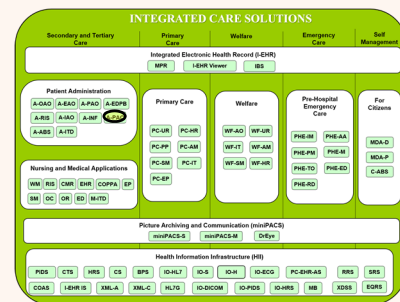 INTEGRATED CARE SOLUTIONS
Secondary and Tertiary Care
Primary Care
Welfare
Emergency Care
Self Management
Integrated Electronic Health Record (I-EHR)
MPR I-EHR Viewer IBS
Patient Administration
A-OAO A-EAO A-PAO A-EDPB
A-RIS A-IAO A-INF A-PAC
A-ABS A-ITD
Nursing and Medical Applications
WM RIS CMR EHR COPPA EP
SM OC OR ED M-ITD
Primary Care
PC-UR PC-HR
PC-PP PC-AM
PC-SM PC-IT
PC-EP
Welfare
WF-AO WF-UR
WF-IT WF-AM
WF-SM WF-HR
Pre-Hospital
Emergency
Care
PHE-IM PHE-AA
PHE-PM PHE-M
PHE-TO PHE-ED
PHE-RD
For
Citizens
MDA-D
MDA-P
C-ABS
Picture Archiving and Communication (miniPACS)
miniPACS-S miniPACS-M DrEye
Health Information Infrastructure (HII)
PiDS CTS HRS CS BPS IO-HL7 IO-S IO-H IO-ECG PC-EHR-AS RRS SRS
COAS I-EHR IS XML-A XML-C HL7G IO-DICOM IO-PIDS IO-HRS MB XDSS EQRS